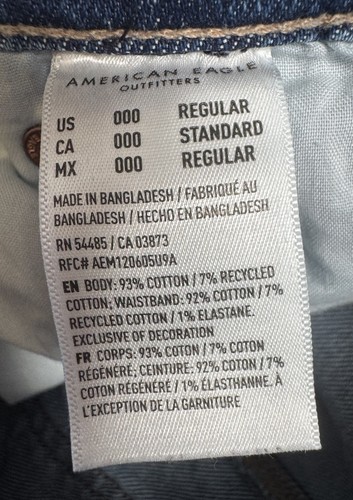 AMERICAN EAGLE
OUTFITTERS
US 000 REGULAR
CA 000 STANDARD
MX 000 REGULAR
MADE IN BANGLADESH / FABRIQUÉ AU
BANGLADESH / HECHO EN BANGLADESH
RN 54485 / CA 03873
RFC# AEM120605U9A
EN BODY: 93% COTTON / 7% RECYCLED
COTTON; WAISTBAND: 92% COTTON / 7%
RECYCLED COTTON / 1% ELASTANE.
EXCLUSIVE OF DECORATION
FR CORPS: 93% COTON / 7% COTON
RÉGÉNÉRÉ; CEINTURE: 92% COTON / 7%
COTON RÉGÉNÉRÉ / 1% ÉLASTHANNE. À
L'EXCEPTION DE LA GARNITURE